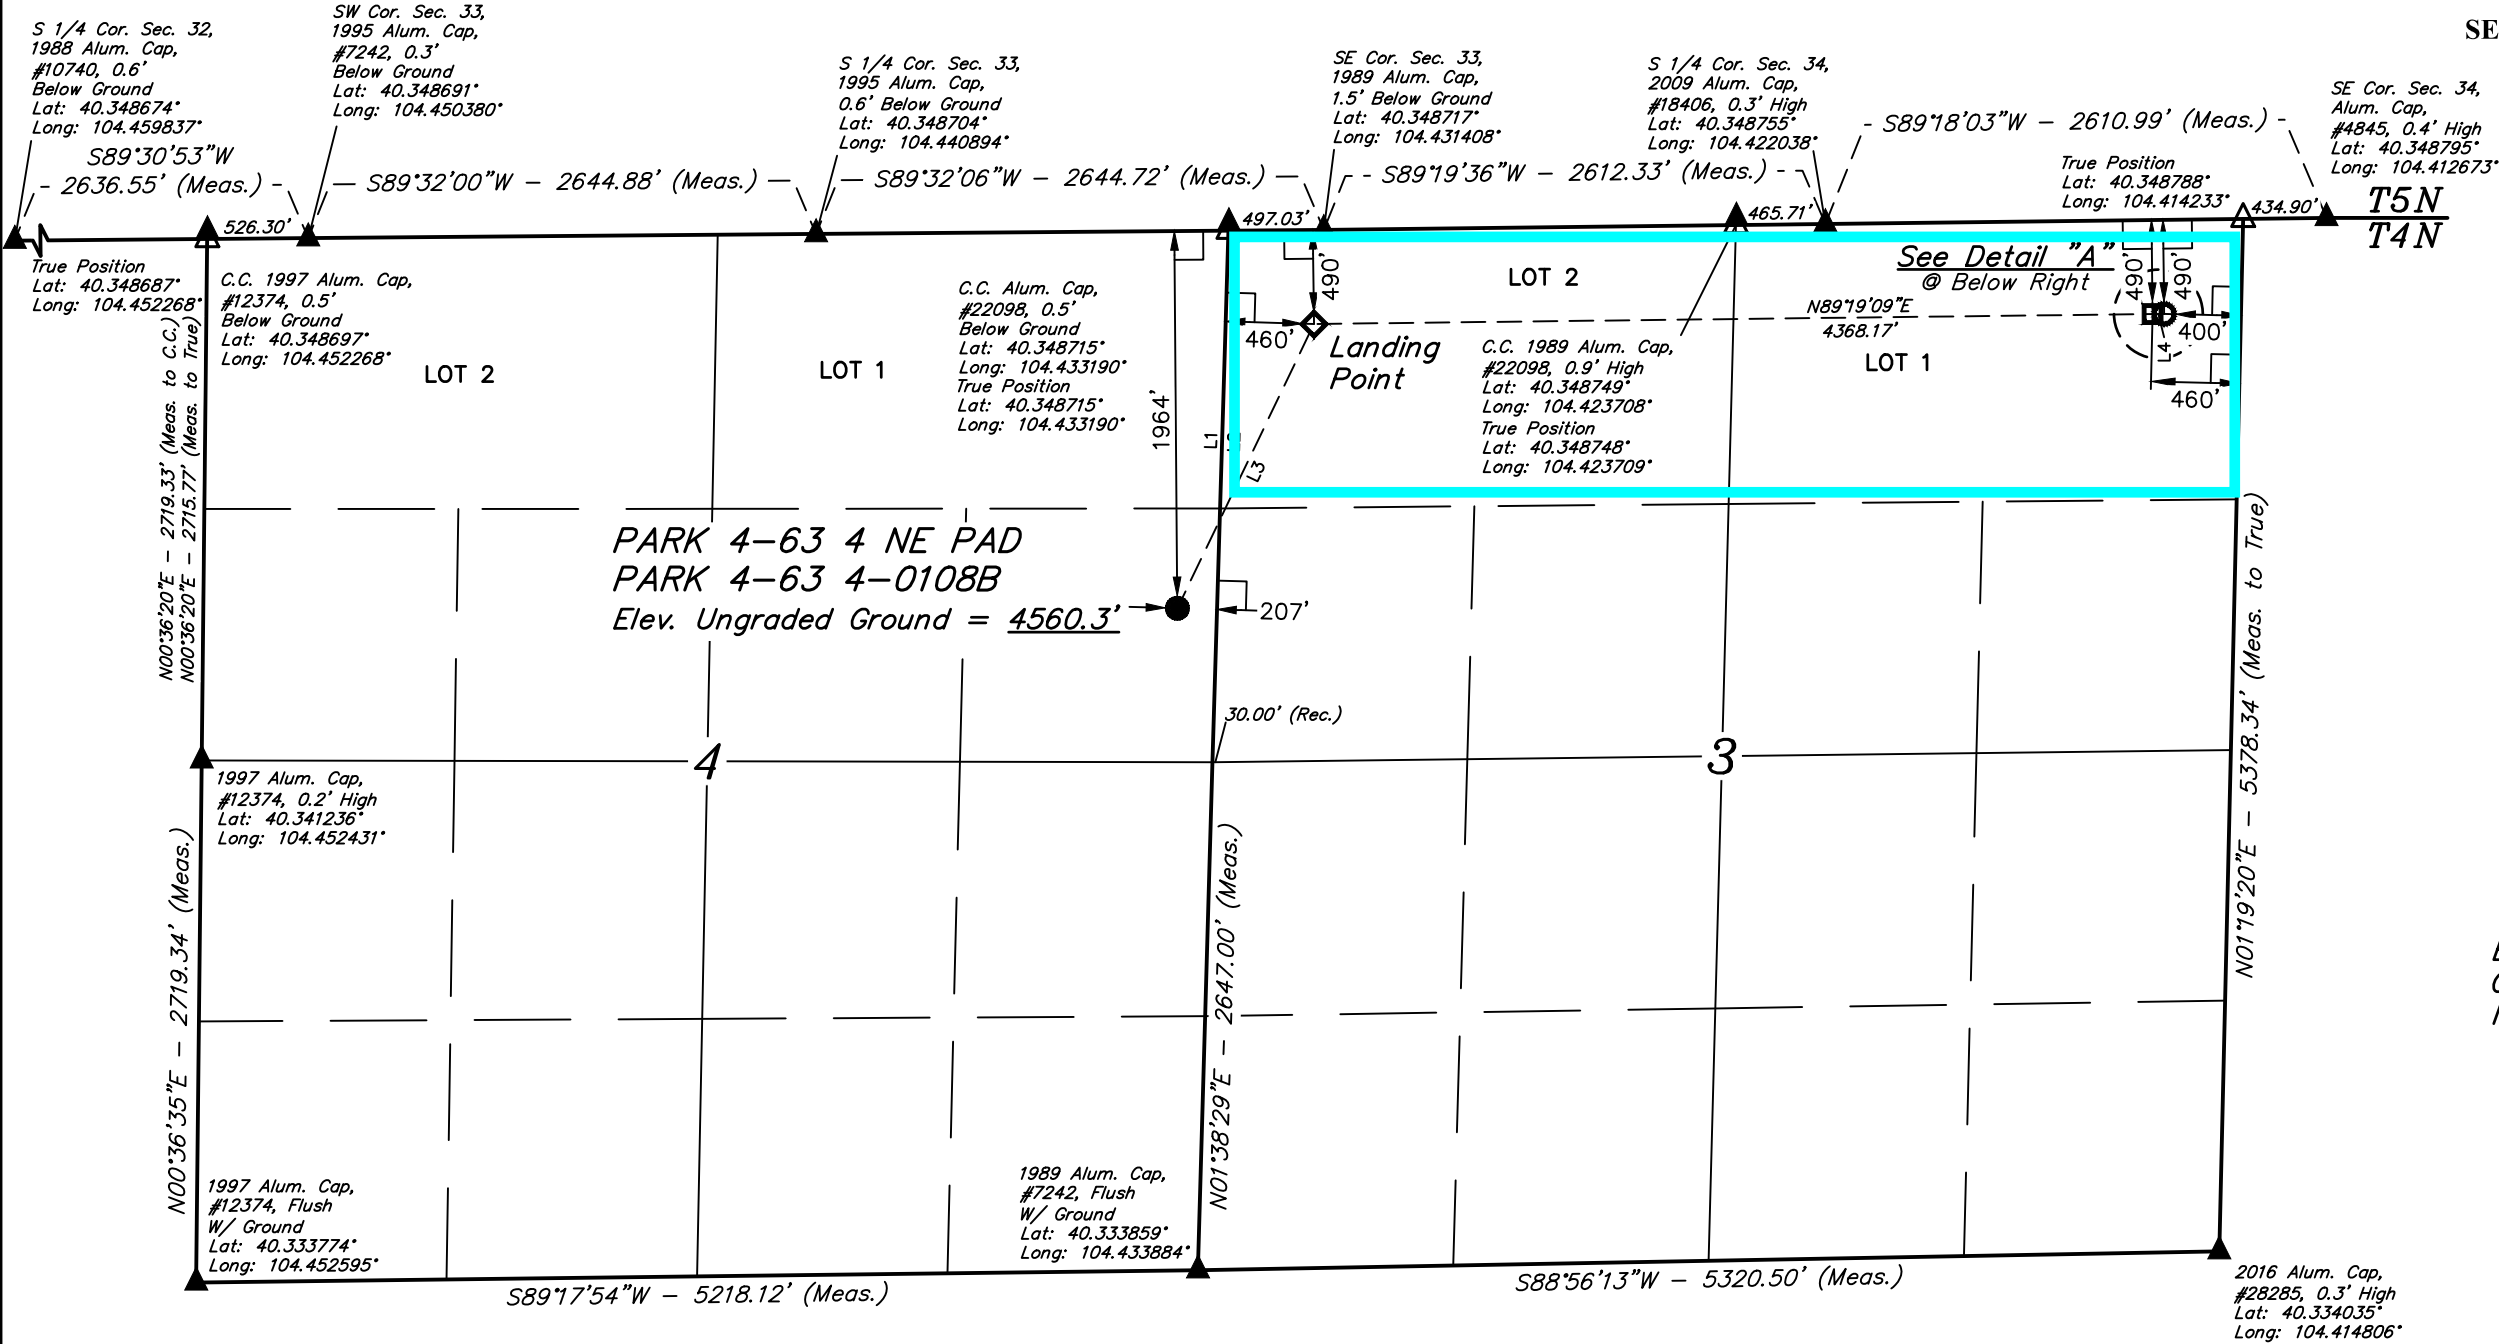 SE
S 1/4 Cor. Sec. 32,
1988 Alum. Cap,
#10740, 0.6'
Below Ground
Lat: 40.348674°
Long: 104.459837°
SW Cor. Sec. 33,
1995 Alum. Cap,
#7242, 0.3'
Below Ground
Lat: 40.348691°
Long: 104.450380°
S 1/4 Cor. Sec. 33,
1995 Alum. Cap,
0.6' Below Ground
Lat: 40.348704°
Long: 104.440894°
SE Cor. Sec. 33,
1989 Alum. Cap,
1.5' Below Ground
Lat: 40.348717°
Long: 104.431408°
S 1/4 Cor. Sec. 34,
2009 Alum. Cap,
#18406, 0.3' High
Lat: 40.348755°
Long: 104.422038°
SE Cor. Sec. 34,
Alum. Cap,
#4845, 0.4' High
Lat: 40.348795°
Long: 104.412673°
S89°30'53"W
2636.55' (Meas.)
S89°32'00"W - 2644.88' (Meas.)
S89°32'06"W - 2644.72' (Meas.)
S89°19'36"W - 2612.33' (Meas.)
S89°18'03"W - 2610.99' (Meas.)
True Position
Lat: 40.348788°
Long: 104.414233°
T5N
T4N
526.30'
497.03'
465.71'
434.90'
True Position
Lat: 40.348687°
Long: 104.452268°
C.C. 1997 Alum. Cap,
#12374, 0.5'
Below Ground
Lat: 40.348697°
Long: 104.452268°
C.C. Alum. Cap,
#22098, 0.5'
Below Ground
Lat: 40.348715°
Long: 104.433190°
True Position
Lat: 40.348715°
Long: 104.433190°
LOT 2
LOT 1
1964'
490'
460'
Landing
Point
LOT 2
C.C. 1989 Alum. Cap,
#22098, 0.9' High
Lat: 40.348749°
Long: 104.423708°
True Position
Lat: 40.348748°
Long: 104.423709°
See Detail "A"
@ Below Right
N89°19'09"E
4368.17'
LOT 1
490'
490'
400'
L4
460'
L1
L3
N00°36'20"E - 2719.33' (Meas. to C.C.)
N00°36'20"E - 2715.77' (Meas. to True)
PARK 4-63 4 NE PAD
PARK 4-63 4-0108B
Elev. Ungraded Ground = 4560.3'
207'
30.00' (Rec.)
4
3
N01°19'20"E - 5378.34' (Meas. to True)
1997 Alum. Cap,
#12374, 0.2' High
Lat: 40.341236°
Long: 104.452431°
N00°36'35"E - 2719.34' (Meas.)
N01°38'29"E - 2647.00' (Meas.)
1997 Alum. Cap,
#12374, Flush
W/ Ground
Lat: 40.333774°
Long: 104.452595°
1989 Alum. Cap,
#7242, Flush
W/ Ground
Lat: 40.333859°
Long: 104.433884°
S89°17'54"W - 5218.12' (Meas.)
S88°56'13"W - 5320.50' (Meas.)
2016 Alum. Cap,
#28285, 0.3' High
Lat: 40.334035°
Long: 104.414806°